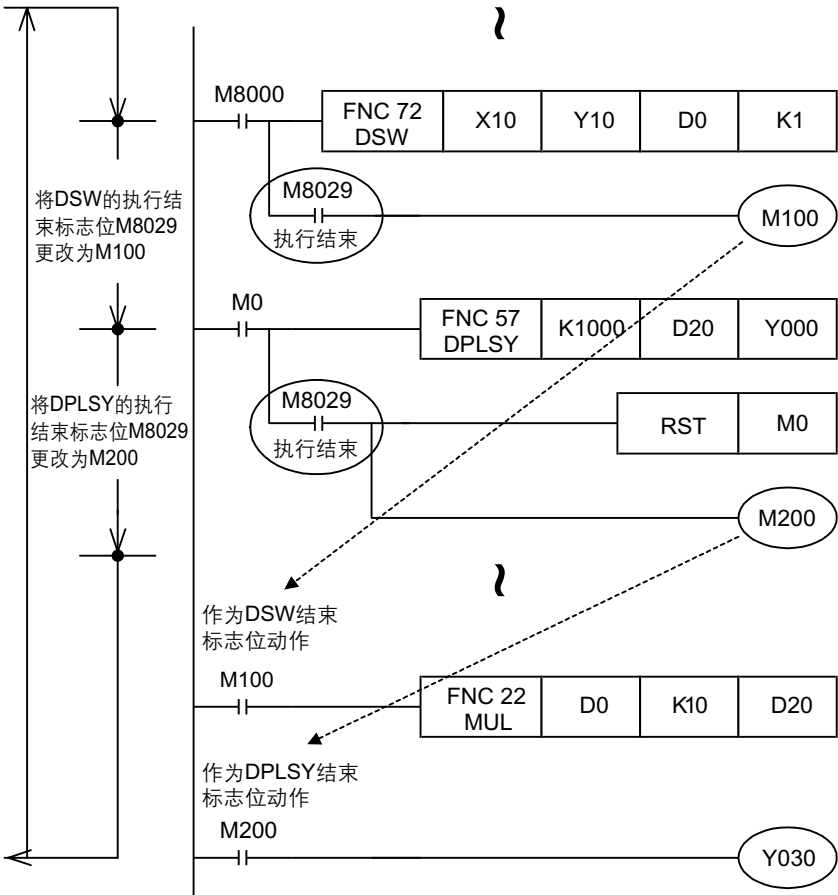 M8000
FNC 72 X10 Y10 D0 K1
DSW
将DSW的执行结
束标志位M8029
更改为M100
M8029
执行结束
M100
M0
FNC 57 K1000 D20 Y000
DPLSY
将DPLSY的执行
结束标志位M8029
更改为M200
M8029
执行结束
RST M0
M200
作为DSW结束
标志位动作
M100
FNC 22 D0 K10 D20
MUL
作为DPLSY结束
标志位动作
M200
Y030